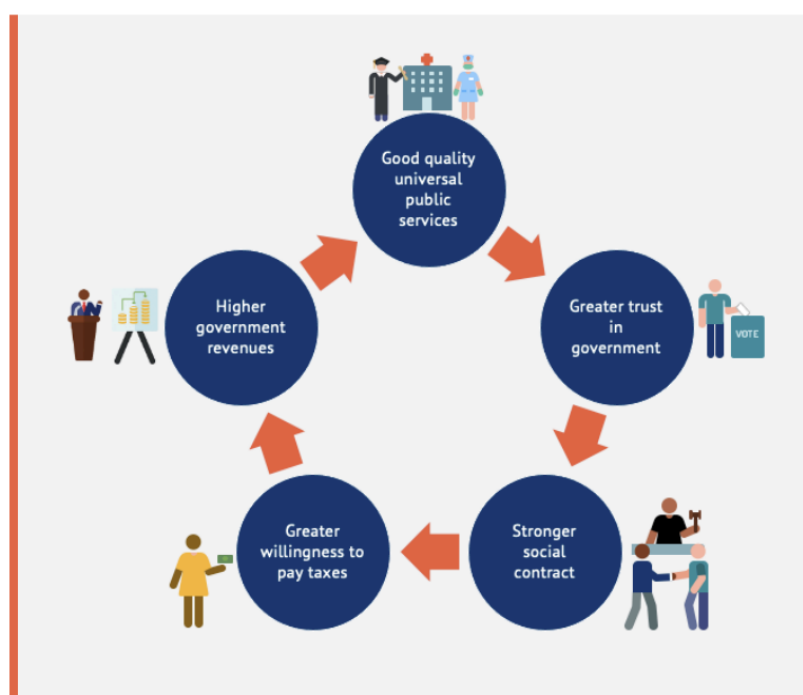 Good quality
universal
public
services
Greater trust
in
government
VOTE
Stronger
social
contract
Greater
willingness to
pay taxes
Higher
government
revenues